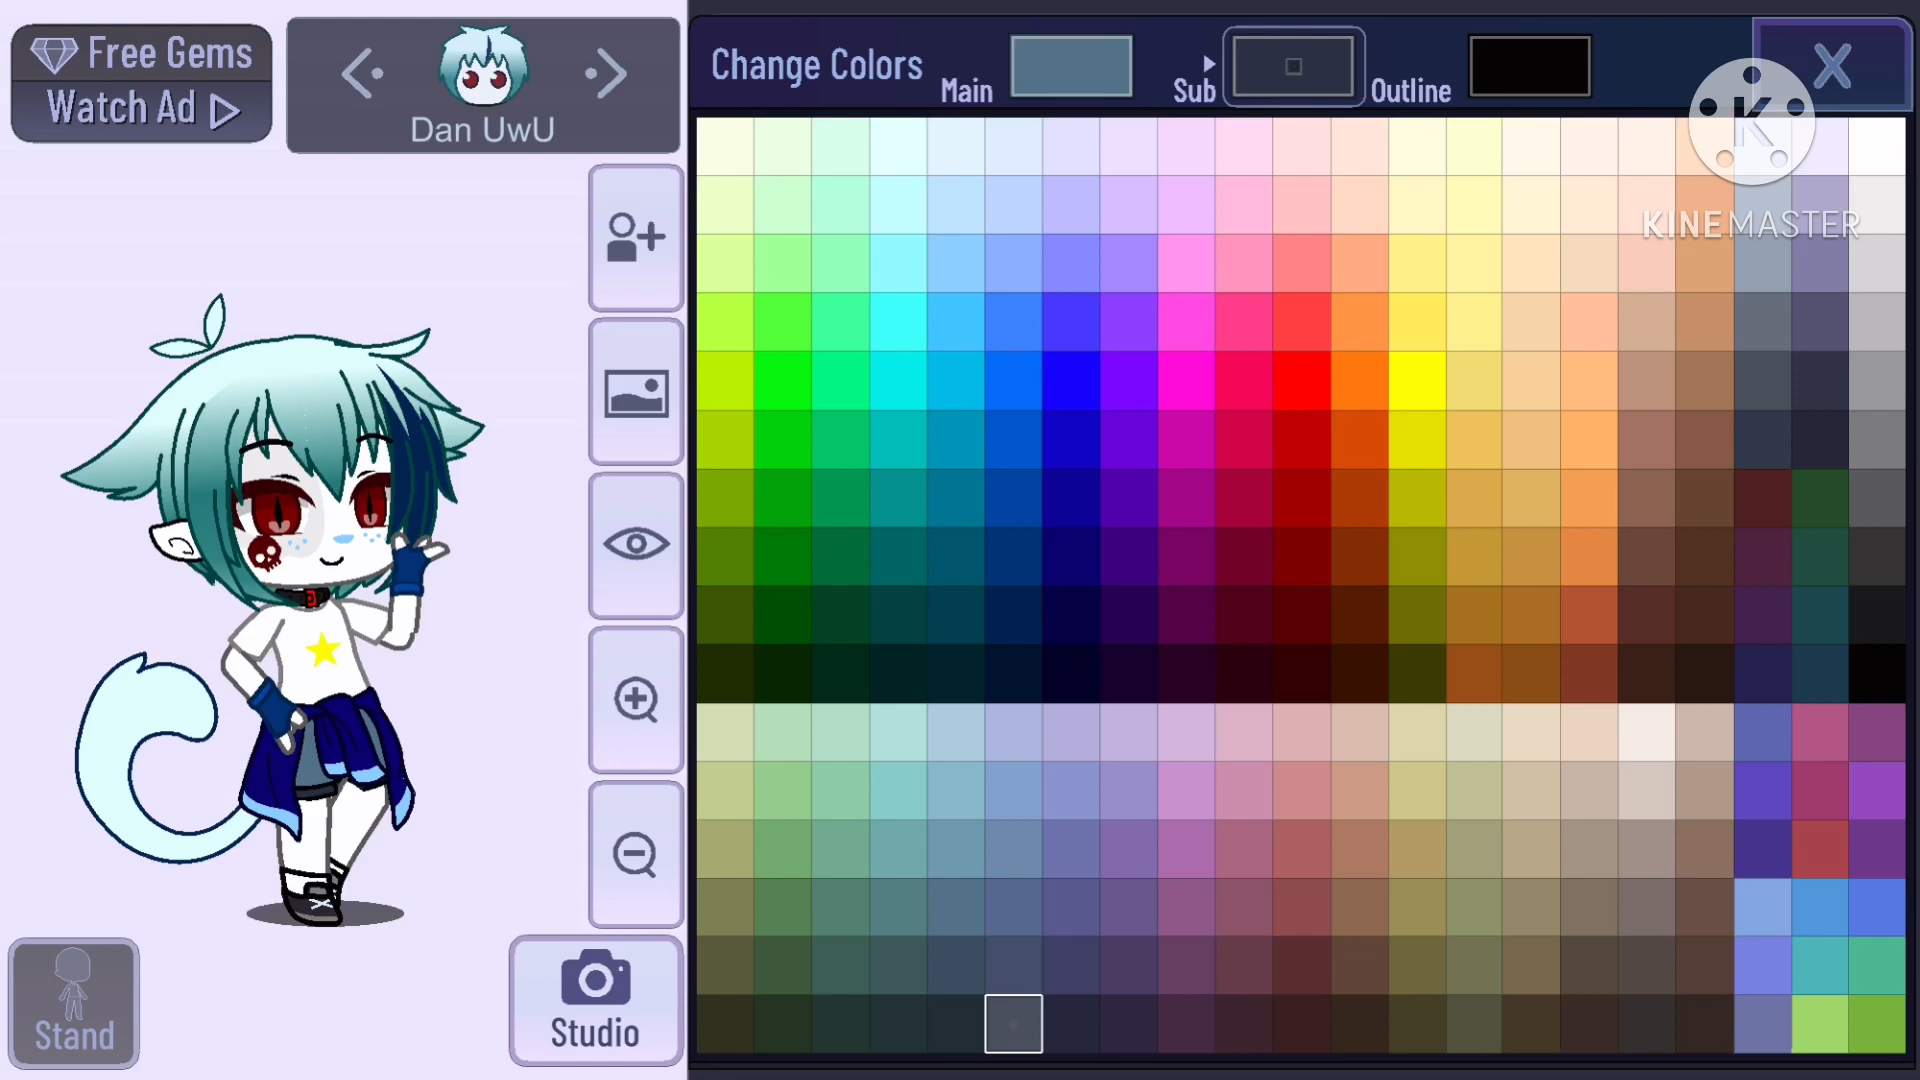 Free Gems
Watch Ad
Dan UwU
Change Colors
Main
Sub
Outline
X
K
KINEMASTER
Stand
Studio